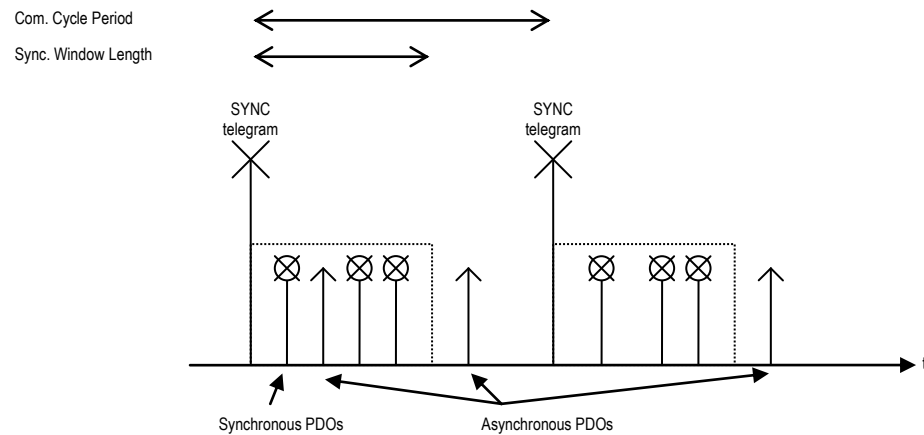 Com. Cycle Period
Sync. Window Length
SYNC
telegram
SYNC
telegram
t
Synchronous PDOs
Asynchronous PDOs